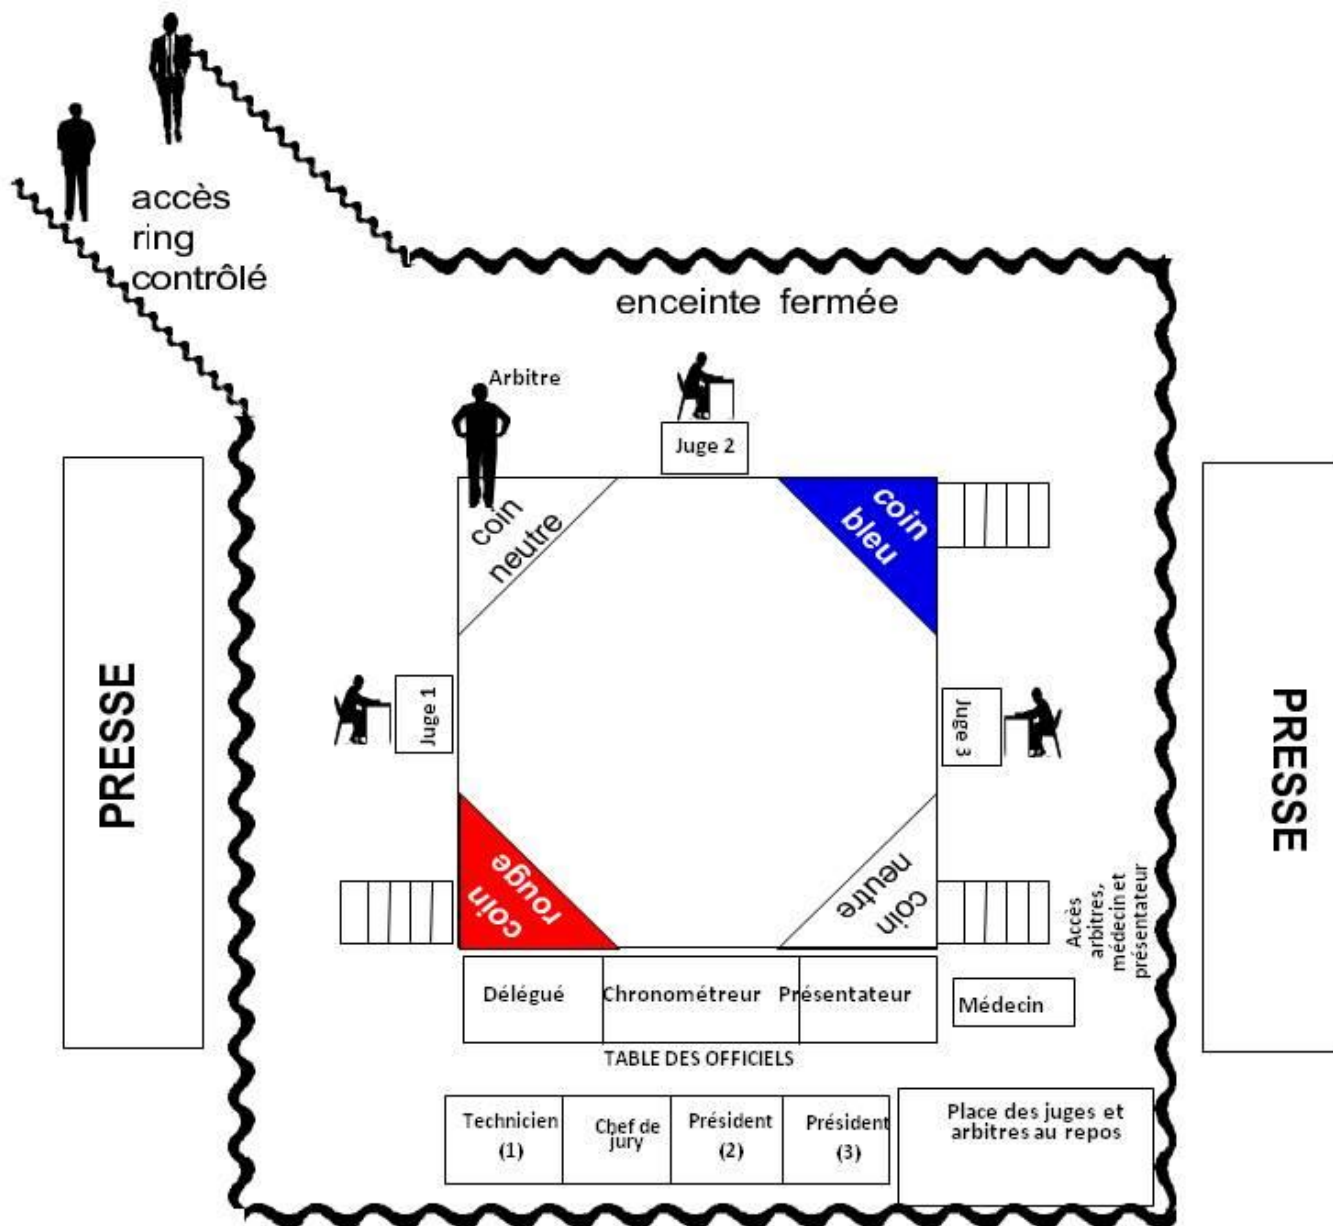 accès
ring
contrôlé
enceinte fermée
Arbitre
Juge 2
coin
neutre
coin
bleu
PRESSE
Juge 1
Juge 3
PRESSE
coin
rouge
coin
neutre
Accès
arbitres,
médecin et
présentateur
Délégué
Chronométreur
Présentateur
Médecin
TABLE DES OFFICIELS
Technicien
(1)
Chef de
jury
Président
(2)
Président
(3)
Place des juges et
arbitres au repos